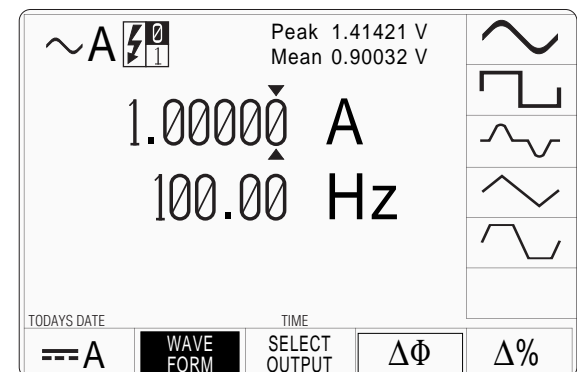 ∼A 0 1
Peak 1.41421 V
Mean 0.90032 V
1.00000 A
100.00 Hz
TODAYS DATE
TIME
⎓A
WAVE FORM
SELECT OUTPUT
ΔΦ
Δ%